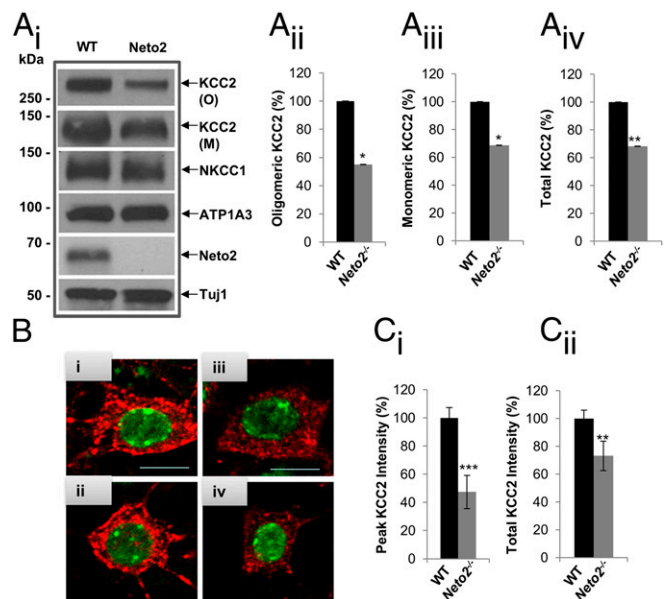 Ai
WT Neto2
kDa
KCC2
(O)
250 -
150 -
KCC2
(M)
150 -
NKCC1
100 -
ATP1A3
70 -
Neto2
50 -
Tuj1
Aii
Oligomeric KCC2 (%)
120
100
80
60
40
20
0
*
WT
Neto2-/-
Aiii
Monomeric KCC2 (%)
120
100
80
60
40
20
0
*
WT
Neto2-/-
Aiv
Total KCC2 (%)
120
100
80
60
40
20
0
**
WT
Neto2-/-
B
i
iii
ii
iv
Ci
Peak KCC2 Intensity (%)
120
100
80
60
40
20
0
***
WT
Neto2-/-
Cii
Total KCC2 Intensity (%)
120
100
80
60
40
20
0
**
WT
Neto2-/-